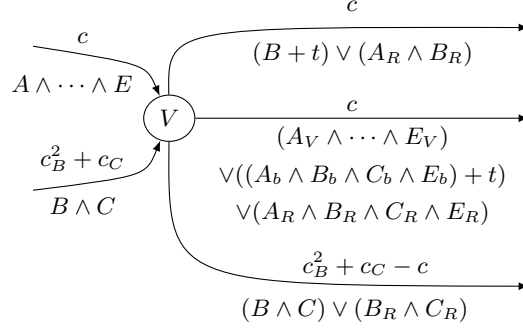 c
(B + t) ∨ (A_R ∧ B_R)
c
A ∧ ⋯ ∧ E
V
c
(A_V ∧ ⋯ ∧ E_V)
∨((A_b ∧ B_b ∧ C_b ∧ E_b) + t)
∨(A_R ∧ B_R ∧ C_R ∧ E_R)
c_B^2 + c_C
B ∧ C
c_B^2 + c_C − c
(B ∧ C) ∨ (B_R ∧ C_R)